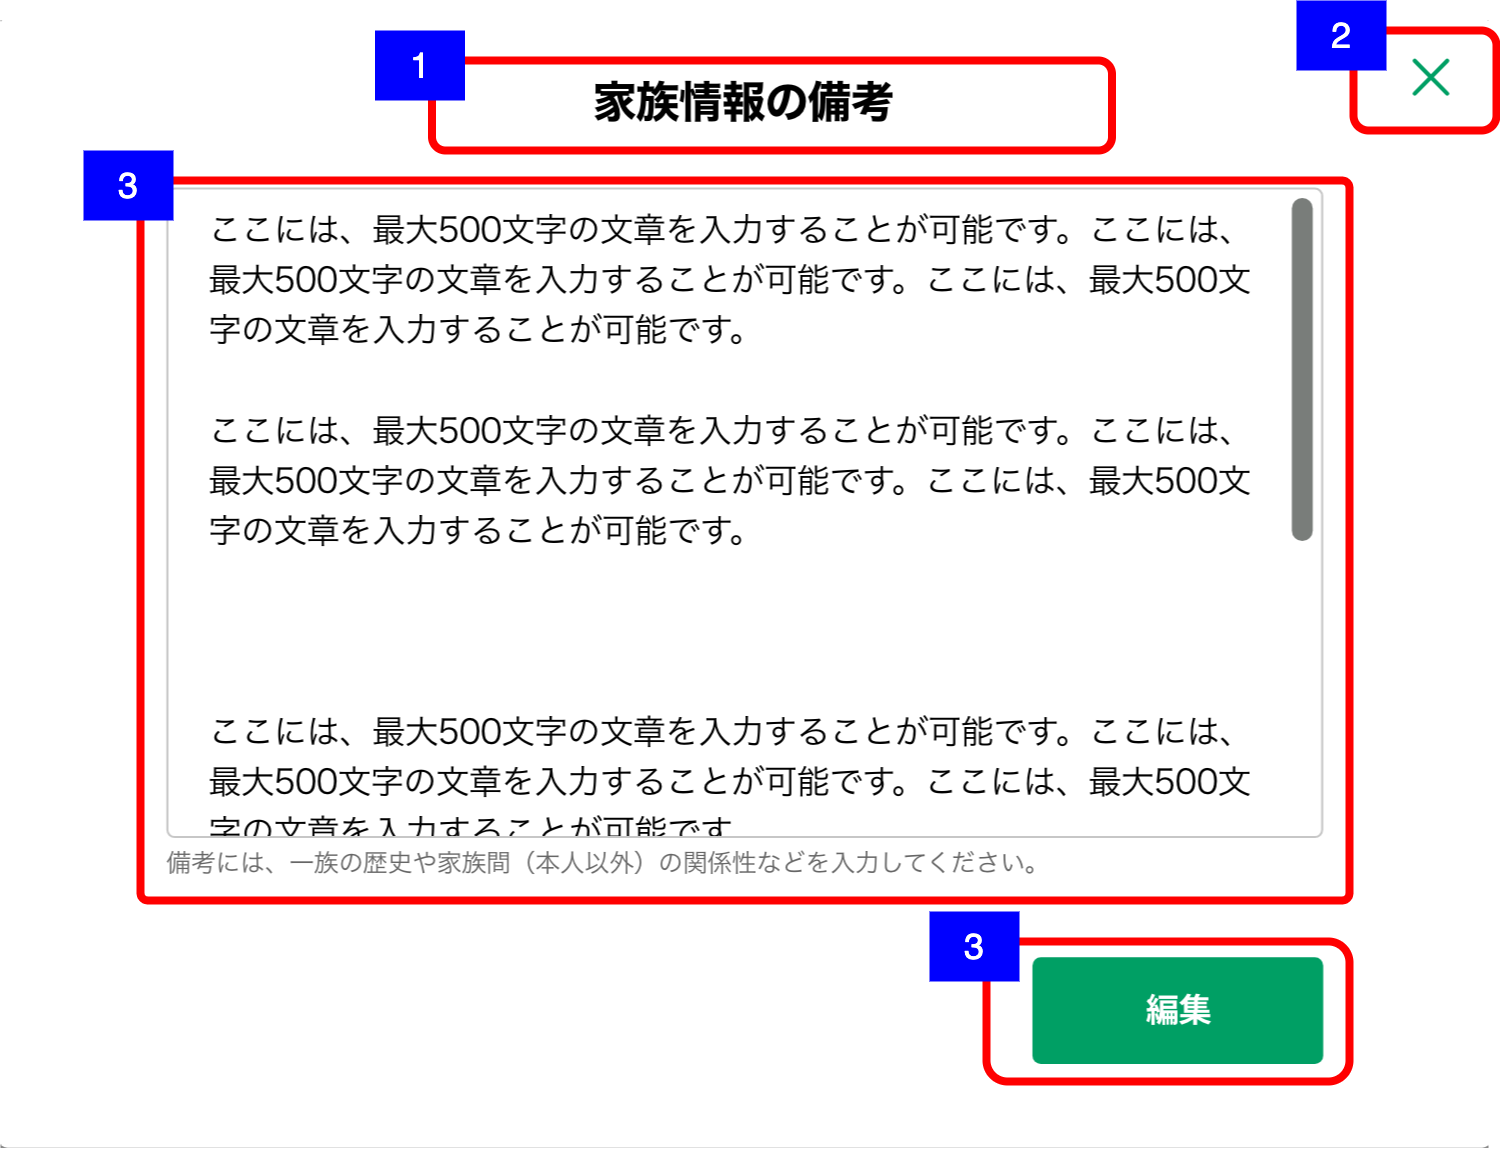 1
家族情報の備考
2
3
ここには、最大500文字の文章を入力することが可能です。ここには、
最大500文字の文章を入力することが可能です。ここには、最大500文
字の文章を入力することが可能です。
ここには、最大500文字の文章を入力することが可能です。ここには、
最大500文字の文章を入力することが可能です。ここには、最大500文
字の文章を入力することが可能です。
ここには、最大500文字の文章を入力することが可能です。ここには、
最大500文字の文章を入力することが可能です。ここには、最大500文
字の文章を入力することが可能です
備考には、一族の歴史や家族間（本人以外）の関係性などを入力してください。
3
編集